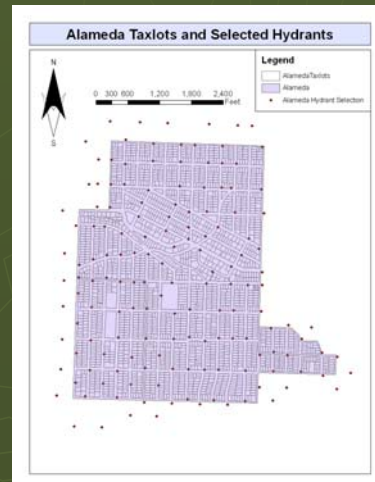 Alameda Taxlots and Selected Hydrants
N
S
0 300 600 1,200 1,800 2,400
Feet
Legend
AlamedaTaxlots
Alameda
Alameda Hydrant Selection